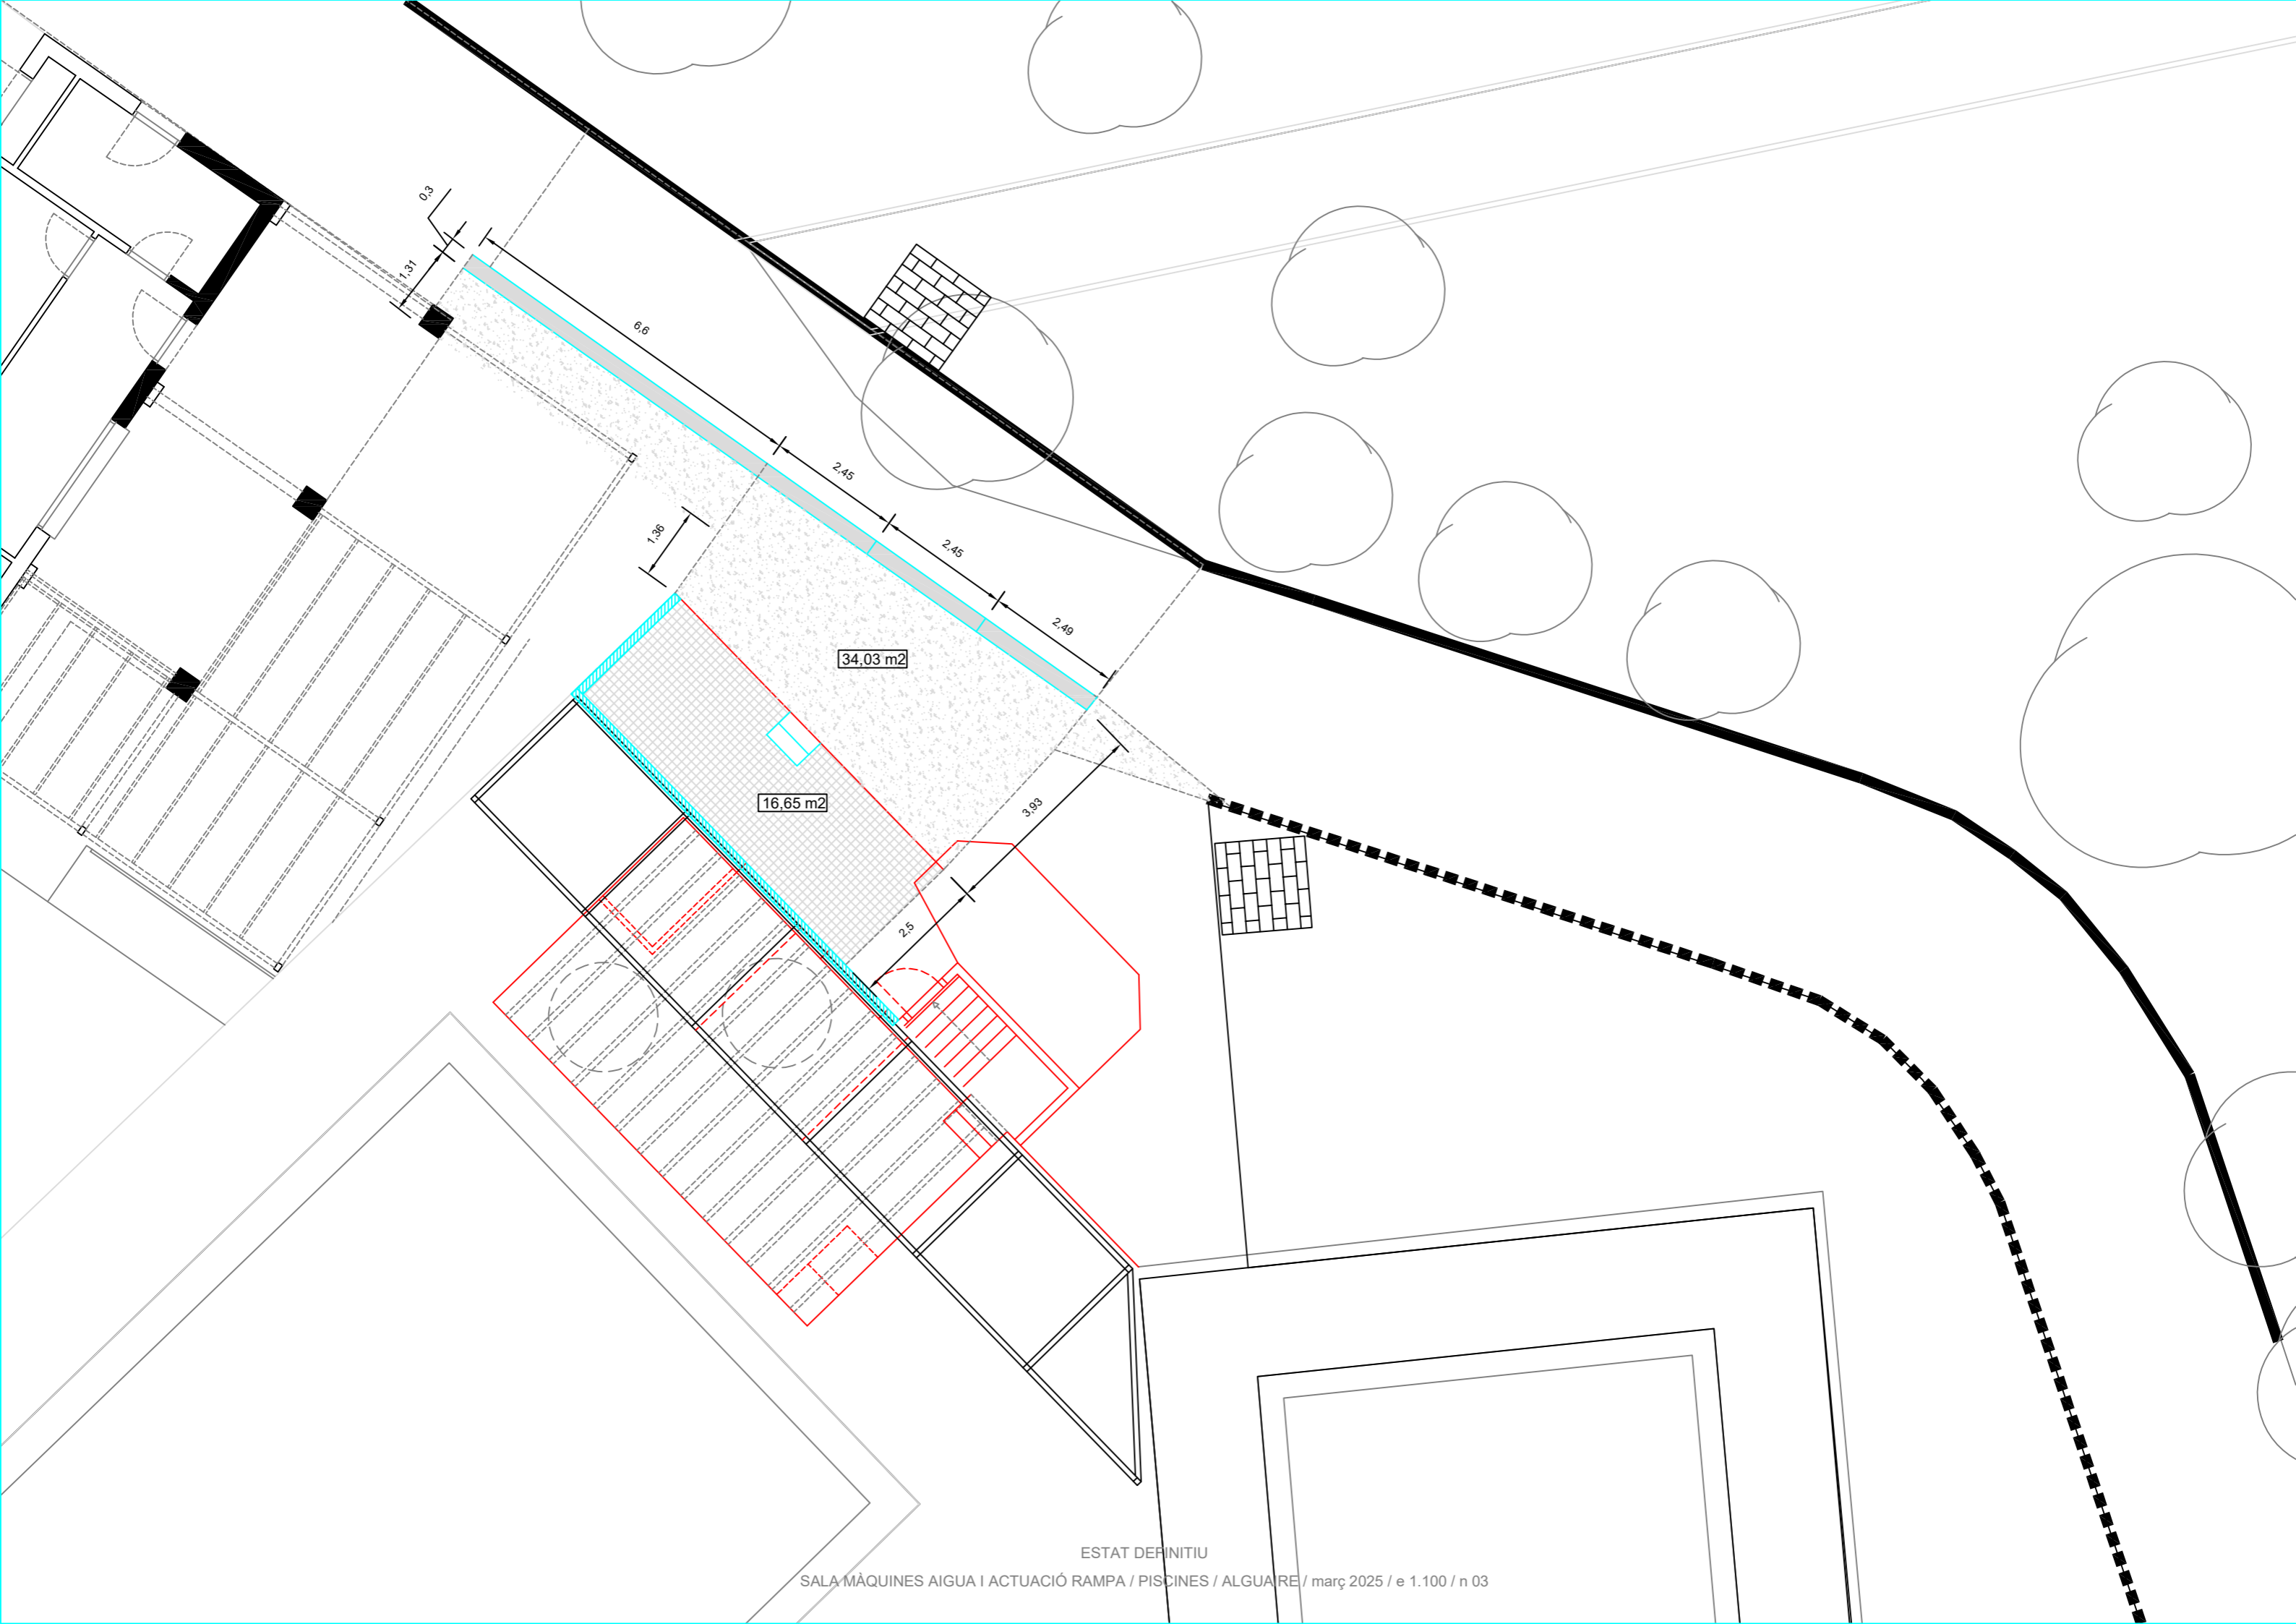 0,3
1,31
6,6
2,45
1,36
2,45
2,49
34,03 m2
16,65 m2
3,93
2,5
ESTAT DEFINITIU
SALA MÀQUINES AIGUA I ACTUACIÓ RAMPA / PISCINES / ALGUAIRE / març 2025 / e 1.100 / n 03